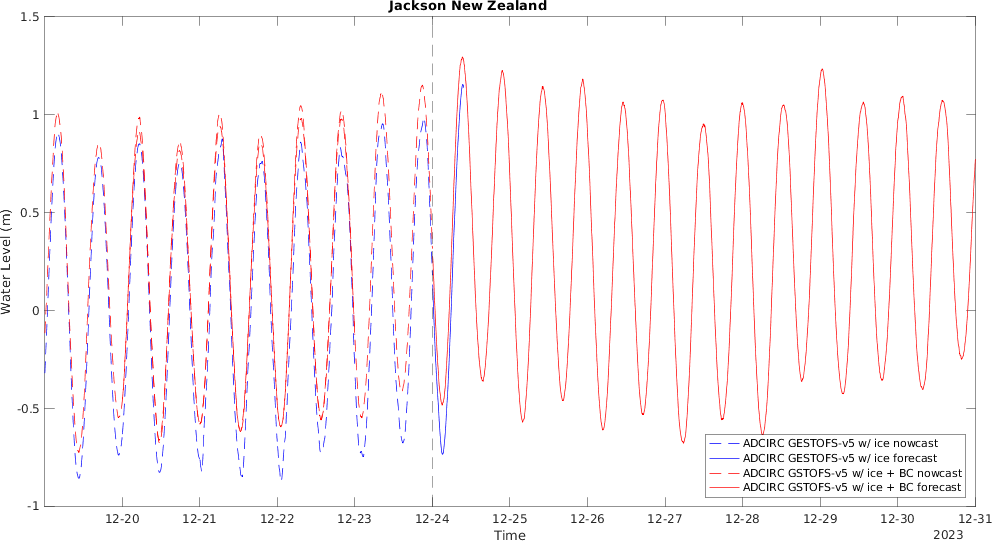 Jackson New Zealand
1.5
1
0.5
0
-0.5
-1
Water Level (m)
12-20
12-21
12-22
12-23
12-24
12-25
12-26
12-27
12-28
12-29
12-30
12-31
Time
2023
ADCIRC GESTOFS-v5 w/ ice nowcast
ADCIRC GESTOFS-v5 w/ ice forecast
ADCIRC GSTOFS-v5 w/ ice + BC nowcast
ADCIRC GSTOFS-v5 w/ ice + BC forecast